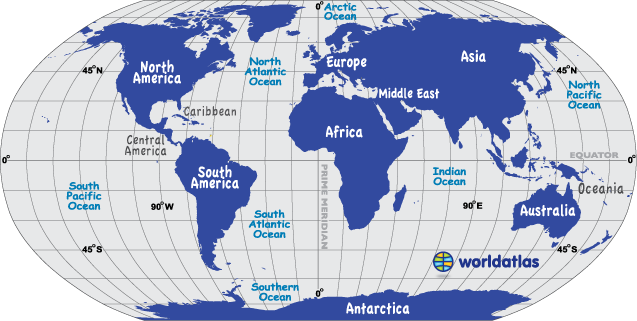 0°
Arctic
Ocean
North
America
45°N
North
Atlantic
Ocean
Europe
Asia
45°N
North
Pacific
Ocean
Middle East
Caribbean
Africa
Central
America
0°
EQUATOR
0°
South
America
PRIME MERIDIAN
Indian
Ocean
Oceania
South
Pacific
Ocean
90°W
90°E
Australia
South
Atlantic
Ocean
45°S
45°S
worldatlas
Southern
Ocean
0°
Antarctica